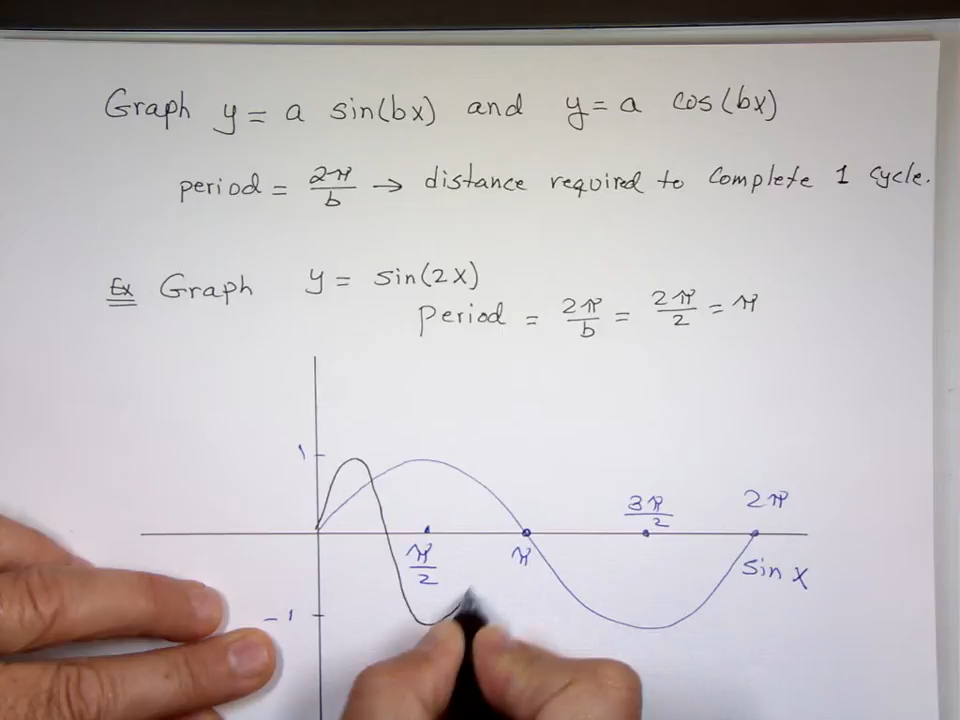 Graph y = a sin(bx) and y = a cos(bx)
period = 2π/b → distance required to complete 1 cycle.
Ex Graph y = sin(2x)
Period = 2π/b = 2π/2 = π
1
3π/2 2π
π/2 π sin x
-1